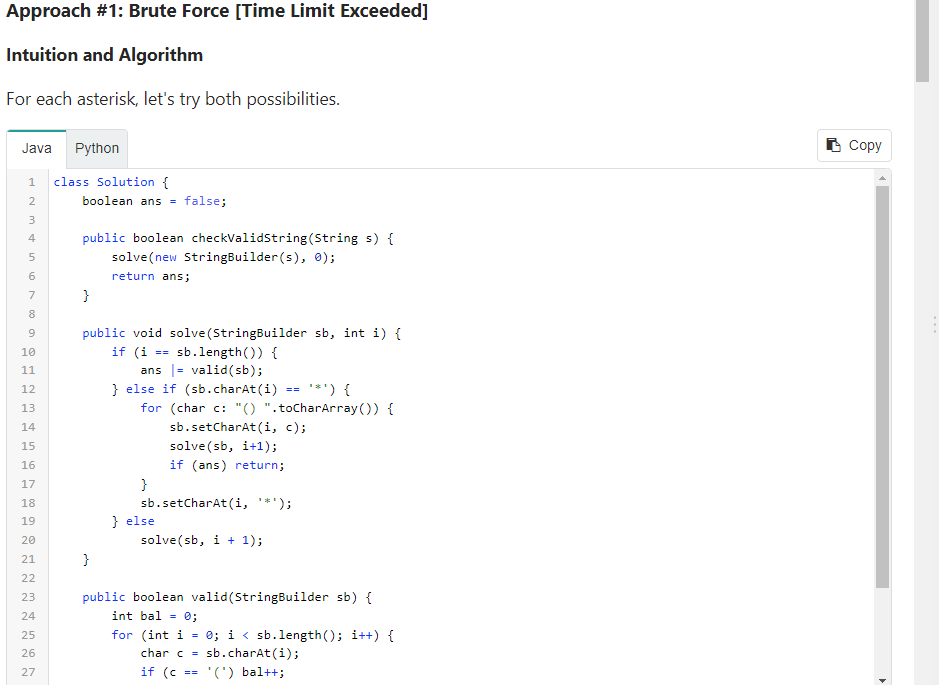 Approach #1: Brute Force [Time Limit Exceeded]
Intuition and Algorithm
For each asterisk, let's try both possibilities.
Java Python Copy
1 class Solution {
2     boolean ans = false;
3
4     public boolean checkValidString(String s) {
5         solve(new StringBuilder(s), 0);
6         return ans;
7     }
8
9     public void solve(StringBuilder sb, int i) {
10         if (i == sb.length()) {
11             ans |= valid(sb);
12         } else if (sb.charAt(i) == '*') {
13             for (char c: "() ".toCharArray()) {
14                 sb.setCharAt(i, c);
15                 solve(sb, i+1);
16                 if (ans) return;
17             }
18             sb.setCharAt(i, '*');
19         } else
20             solve(sb, i + 1);
21     }
22
23     public boolean valid(StringBuilder sb) {
24         int bal = 0;
25         for (int i = 0; i < sb.length(); i++) {
26             char c = sb.charAt(i);
27             if (c == '(') bal++;